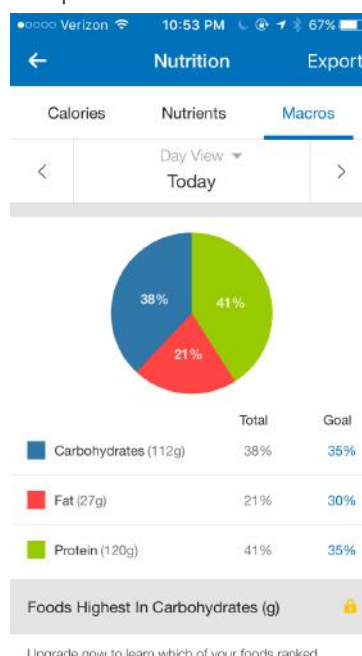 Verizon 10:53 PM 67%
Nutrition Export
Calories Nutrients Macros
Day View
Today
38% 41%
21%
Total Goal
Carbohydrates (112g) 38% 35%
Fat (27g) 21% 30%
Protein (120g) 41% 35%
Foods Highest In Carbohydrates (g)
Upgrade now to learn which of your foods ranked